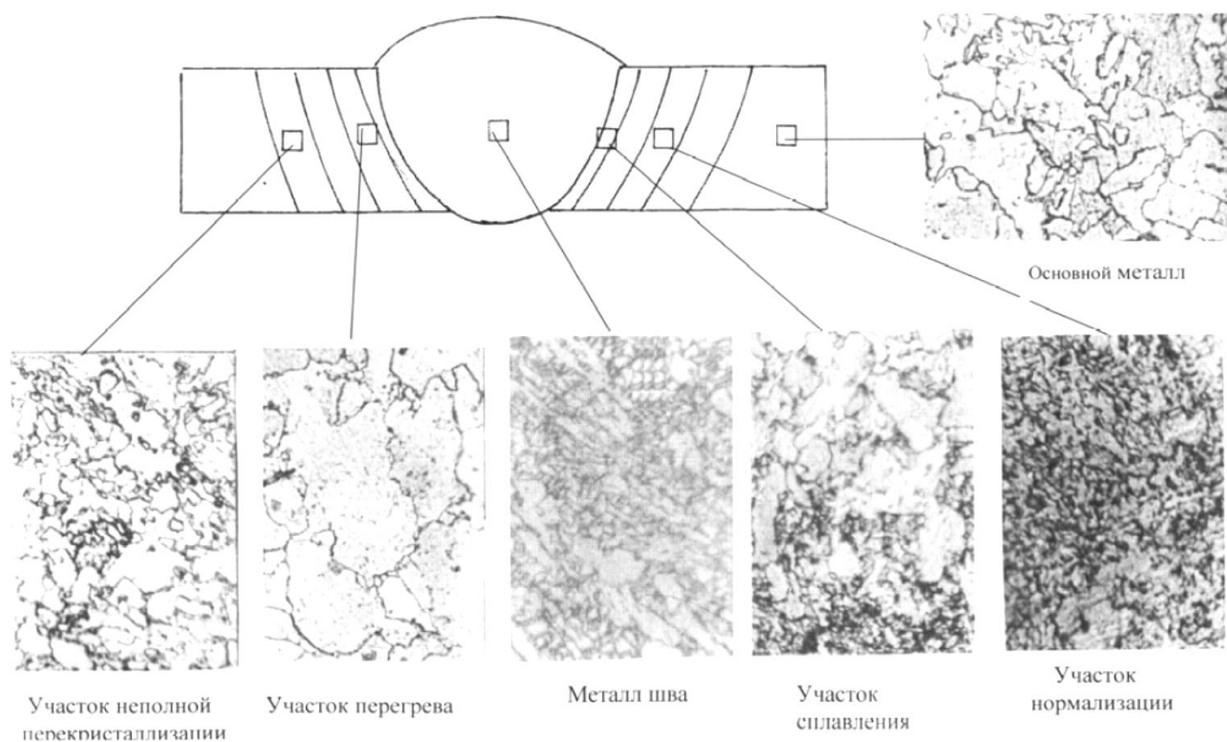 Основной металл
Участок неполной
перекристаллизации
Участок перегрева
Металл шва
Участок
сплавления
Участок
нормализации